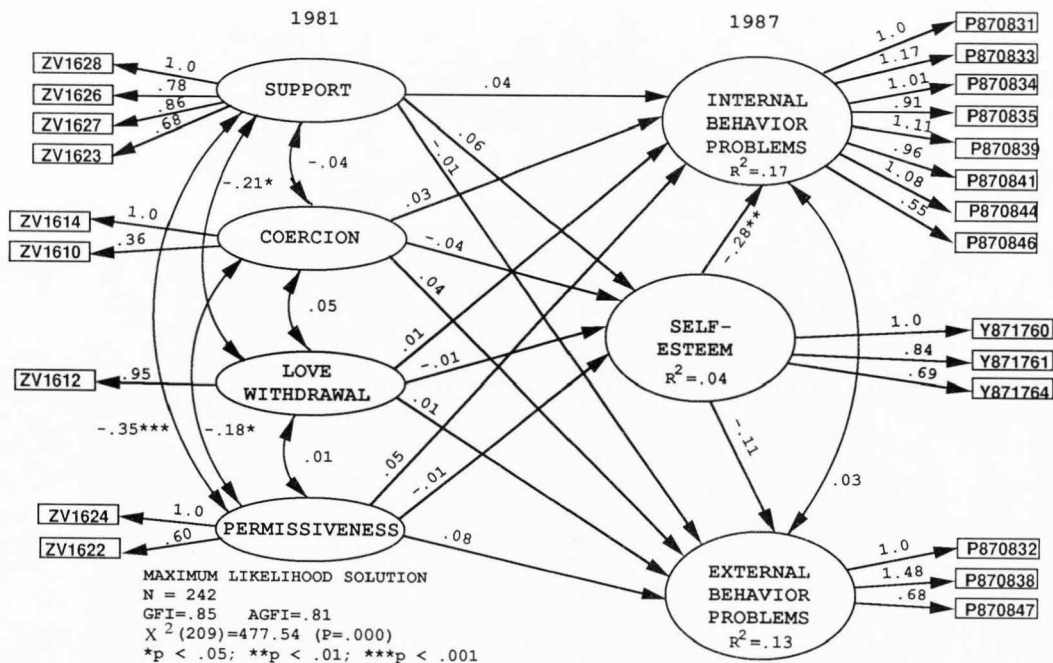 1981
1987
ZV1628
ZV1626
ZV1627
ZV1623
1.0
.78
.86
.68
SUPPORT
.04
.06
-.01
-.04
-.21*
ZV1614
ZV1610
1.0
.36
COERCION
.03
-.04
.04
.05
ZV1612
.95
LOVE
WITHDRAWAL
.01
-.01
.01
-.35***
-.18*
.01
ZV1624
ZV1622
1.0
.60
PERMISSIVENESS
.05
-.01
.08
INTERNAL
BEHAVIOR
PROBLEMS
R²=.17
1.0
1.17
1.01
.91
1.11
.96
1.08
.55
P870831
P870833
P870834
P870835
P870839
P870841
P870844
P870846
-.28**
SELF-
ESTEEM
R²=.04
1.0
.84
.69
Y871760
Y871761
Y871764
-.11
.03
EXTERNAL
BEHAVIOR
PROBLEMS
R²=.13
1.0
1.48
.68
P870832
P870838
P870847
MAXIMUM LIKELIHOOD SOLUTION
N = 242
GFI=.85 AGFI=.81
X²(209)=477.54 (P=.000)
*p < .05; **p < .01; ***p < .001